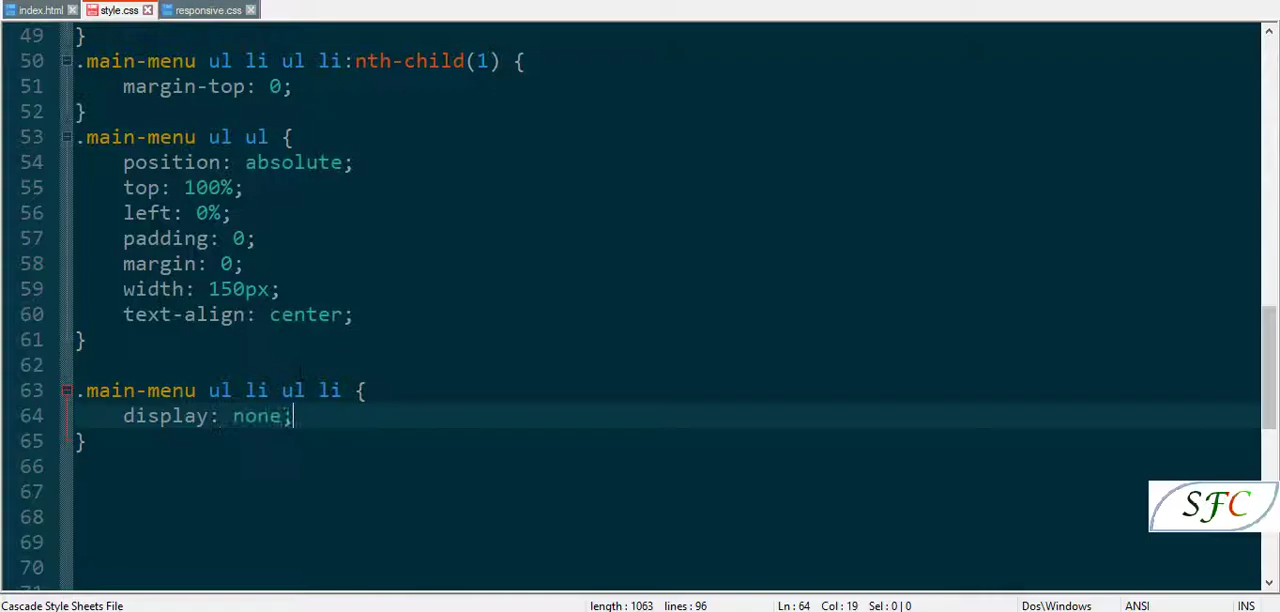 index.html style.css responsive.css
49 }
50 .main-menu ul li ul li:nth-child(1) {
51 margin-top: 0;
52 }
53 .main-menu ul ul {
54 position: absolute;
55 top: 100%;
56 left: 0%;
57 padding: 0;
58 margin: 0;
59 width: 150px;
60 text-align: center;
61 }
62
63 .main-menu ul li ul li {
64 display: none;
65 }
66
67
68
69
70
SFC
Cascade Style Sheets File length : 1063 lines : 96 Ln : 64 Col : 19 Sel : 0 | 0 Dos\Windows ANSI INS